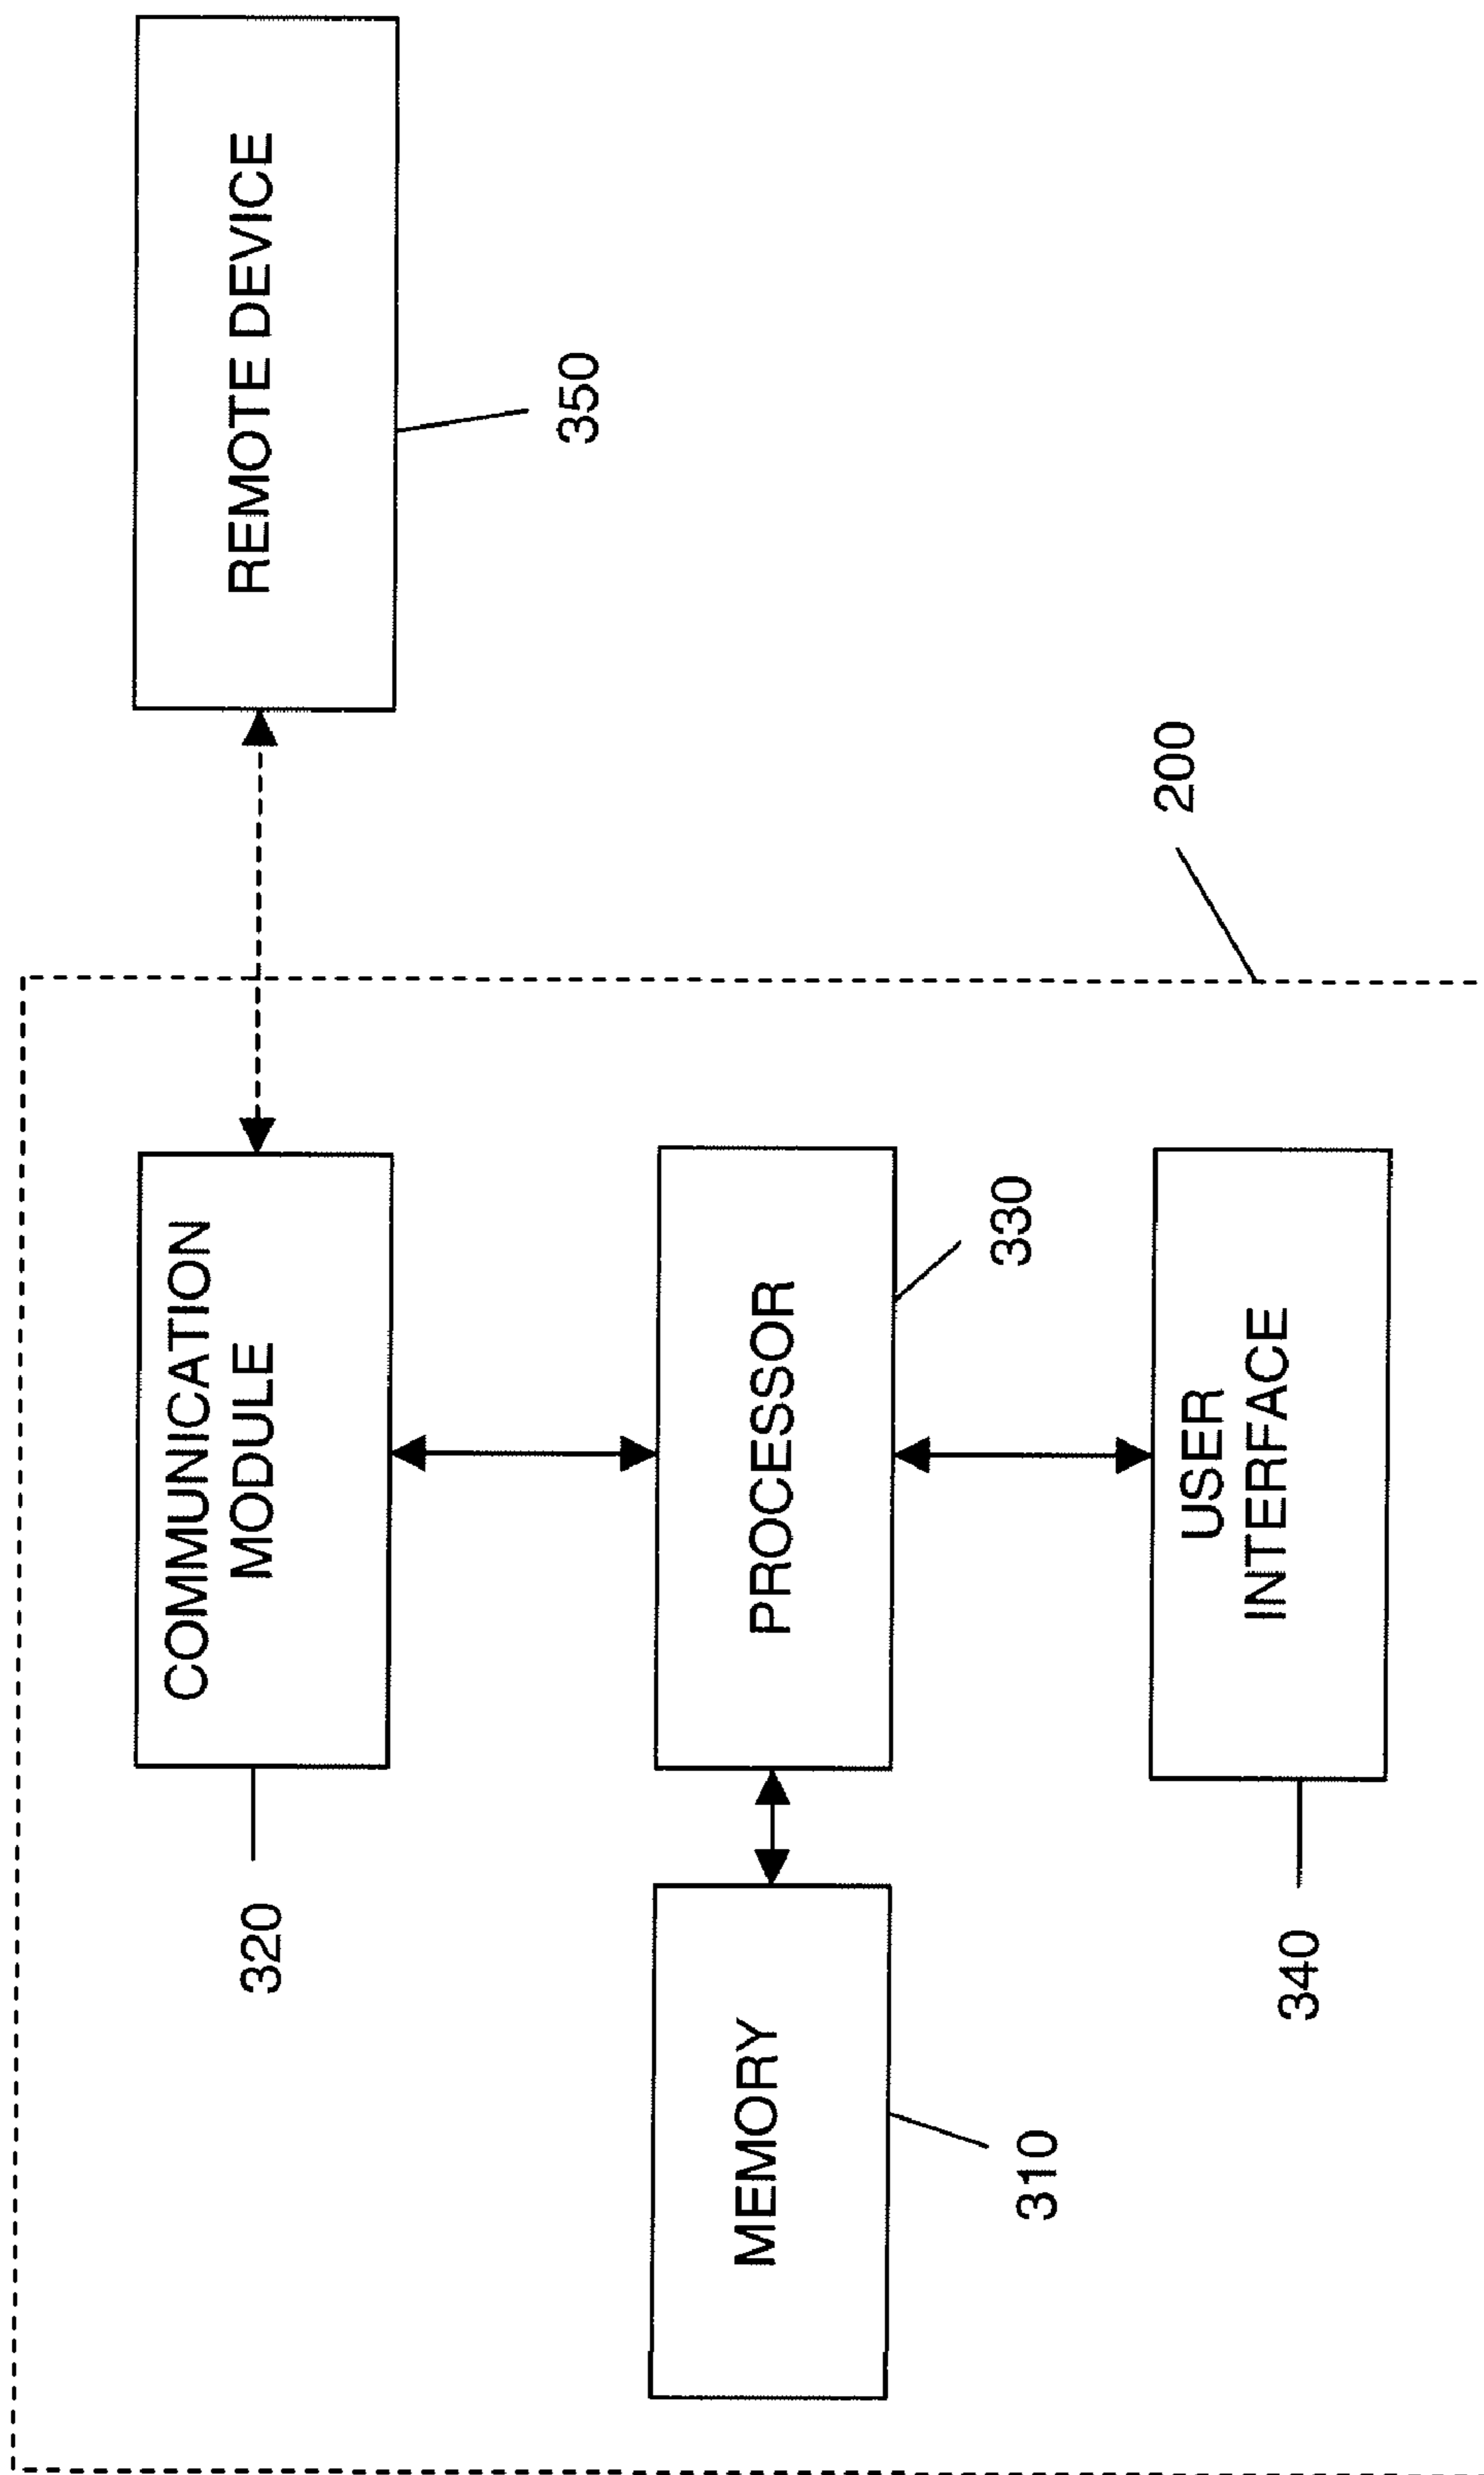 COMMUNICATION
MODULE
320
REMOTE DEVICE
350
MEMORY
310
PROCESSOR
330
200
USER
INTERFACE
340